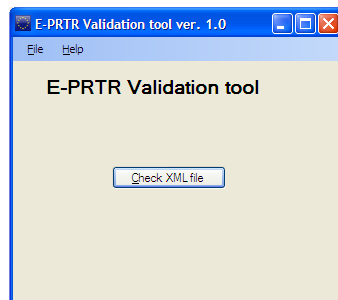 E-PRTR Validation tool ver. 1.0
File Help
E-PRTR Validation tool
Check XML file